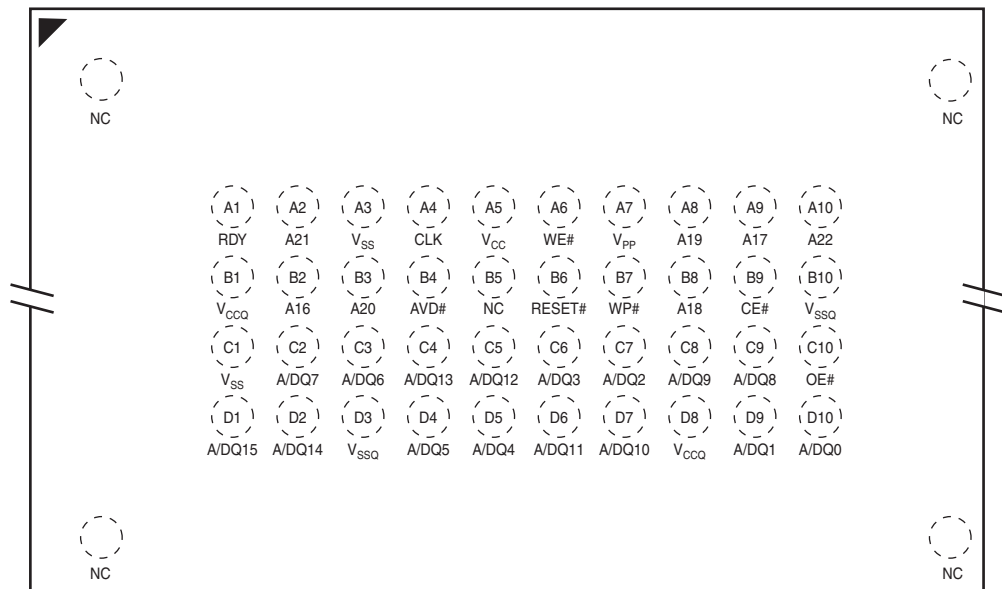 NC NC
A1 A2 A3 A4 A5 A6 A7 A8 A9 A10
RDY A21 VSS CLK VCC WE# VPP A19 A17 A22
B1 B2 B3 B4 B5 B6 B7 B8 B9 B10
VCCQ A16 A20 AVD# NC RESET# WP# A18 CE# VSSQ
C1 C2 C3 C4 C5 C6 C7 C8 C9 C10
VSS A/DQ7 A/DQ6 A/DQ13 A/DQ12 A/DQ3 A/DQ2 A/DQ9 A/DQ8 OE#
D1 D2 D3 D4 D5 D6 D7 D8 D9 D10
A/DQ15 A/DQ14 VSSQ A/DQ5 A/DQ4 A/DQ11 A/DQ10 VCCQ A/DQ1 A/DQ0
NC NC